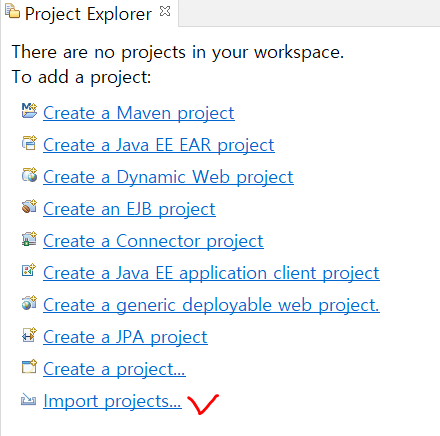 Project Explorer
There are no projects in your workspace.
To add a project:
Create a Maven project
Create a Java EE EAR project
Create a Dynamic Web project
Create an EJB project
Create a Connector project
Create a Java EE application client project
Create a generic deployable web project.
Create a JPA project
Create a project...
Import projects...